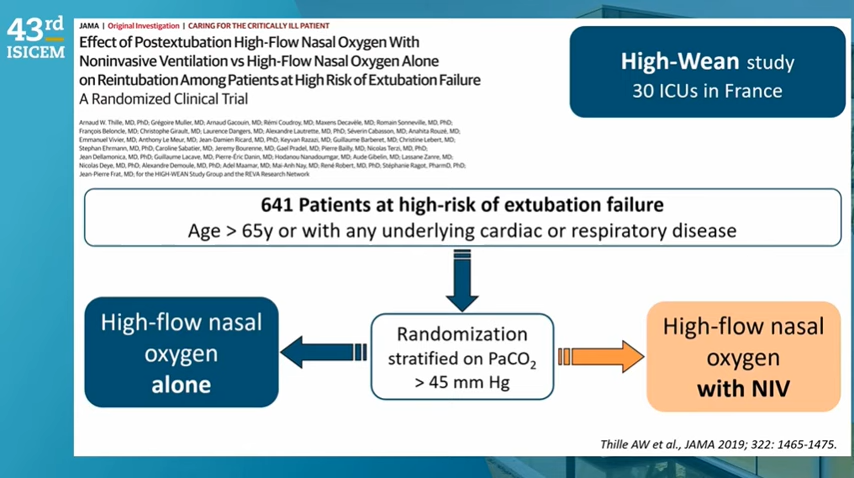 43rd
ISICEM
JAMA | Original Investigation | CARING FOR THE CRITICALLY ILL PATIENT
Effect of Postextubation High-Flow Nasal Oxygen With
Noninvasive Ventilation vs High-Flow Nasal Oxygen Alone
on Reintubation Among Patients at High Risk of Extubation Failure
A Randomized Clinical Trial
Arnaud W. Thille, MD, PhD; Grégoire Muller, MD; Arnaud Gacouin, MD; Rémi Coudroy, MD; Maxens Decavèle, MD; Romain Sonneville, MD, PhD;
François Beloncle, MD; Christophe Girault, MD; Laurence Dangers, MD; Alexandre Lautrette, MD, PhD; Séverin Cabasson, MD; Anahita Rouzé, MD;
Emmanuel Vivier, MD; Anthony Le Meur, MD; Jean-Damien Ricard, MD, PhD; Keyvan Razazi, MD; Guillaume Barberet, MD; Christine Lebert, MD;
Stephan Ehrmann, MD, PhD; Caroline Sabatier, MD; Jeremy Bourenne, MD; Gael Pradel, MD; Pierre Bailly, MD; Nicolas Terzi, MD, PhD;
Jean Dellamonica, MD, PhD; Guillaume Lacave, MD; Pierre-Éric Danin, MD; Hodanou Nanadoumgar, MD; Aude Gibelin, MD; Lassane Zanre, MD;
Nicolas Deye, MD, PhD; Alexandre Demoule, MD, PhD; Adel Maamar, MD; Mai-Anh Nay, MD; René Robert, MD, PhD; Stéphanie Ragot, PharmD, PhD;
Jean-Pierre Frat, MD; for the HIGH-WEAN Study Group and the REVA Research Network
High-Wean study
30 ICUs in France
641 Patients at high-risk of extubation failure
Age > 65y or with any underlying cardiac or respiratory disease
High-flow nasal
oxygen
alone
Randomization
stratified on PaCO₂
> 45 mm Hg
High-flow nasal
oxygen
with NIV
Thille AW et al., JAMA 2019; 322: 1465-1475.